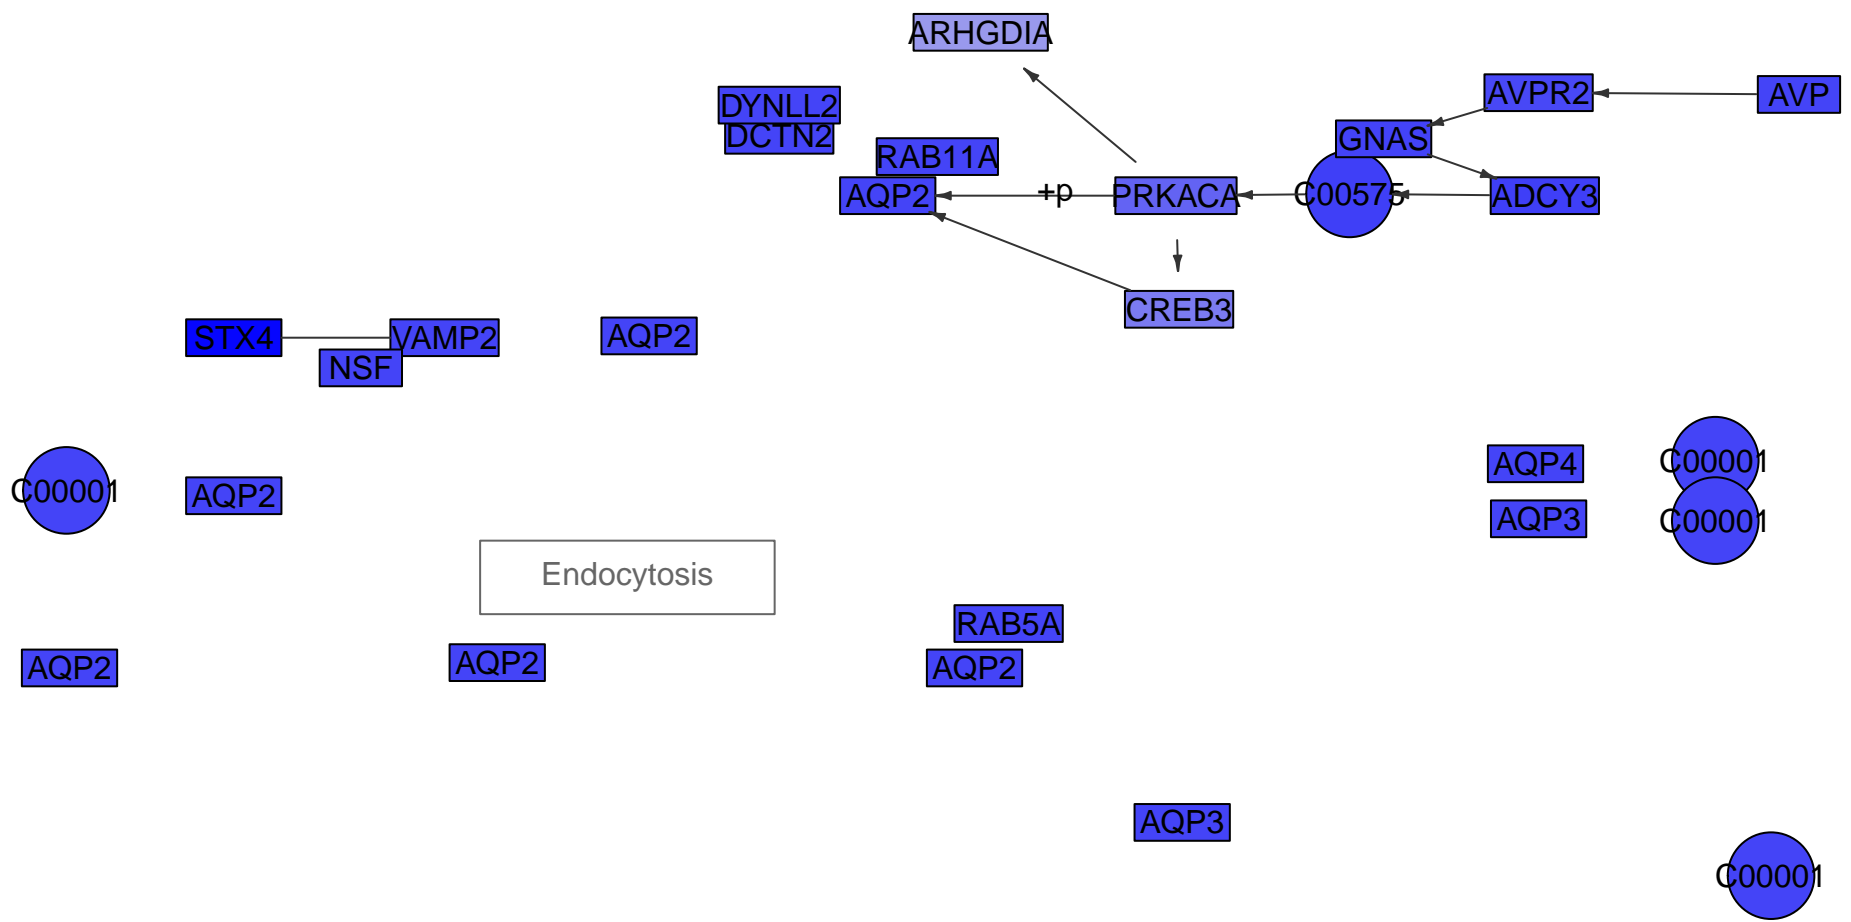 ARHGDIA
DYNLL2
AVPR2
AVP
DCTN2
GNAS
RAB11A
AQP2
+p
PRKACA
C00575
ADCY3
CREB3
STX4
VAMP2
AQP2
NSF
C00001
AQP2
AQP4
C00001
AQP3
C00001
Endocytosis
RAB5A
AQP2
AQP2
AQP2
AQP3
C00001